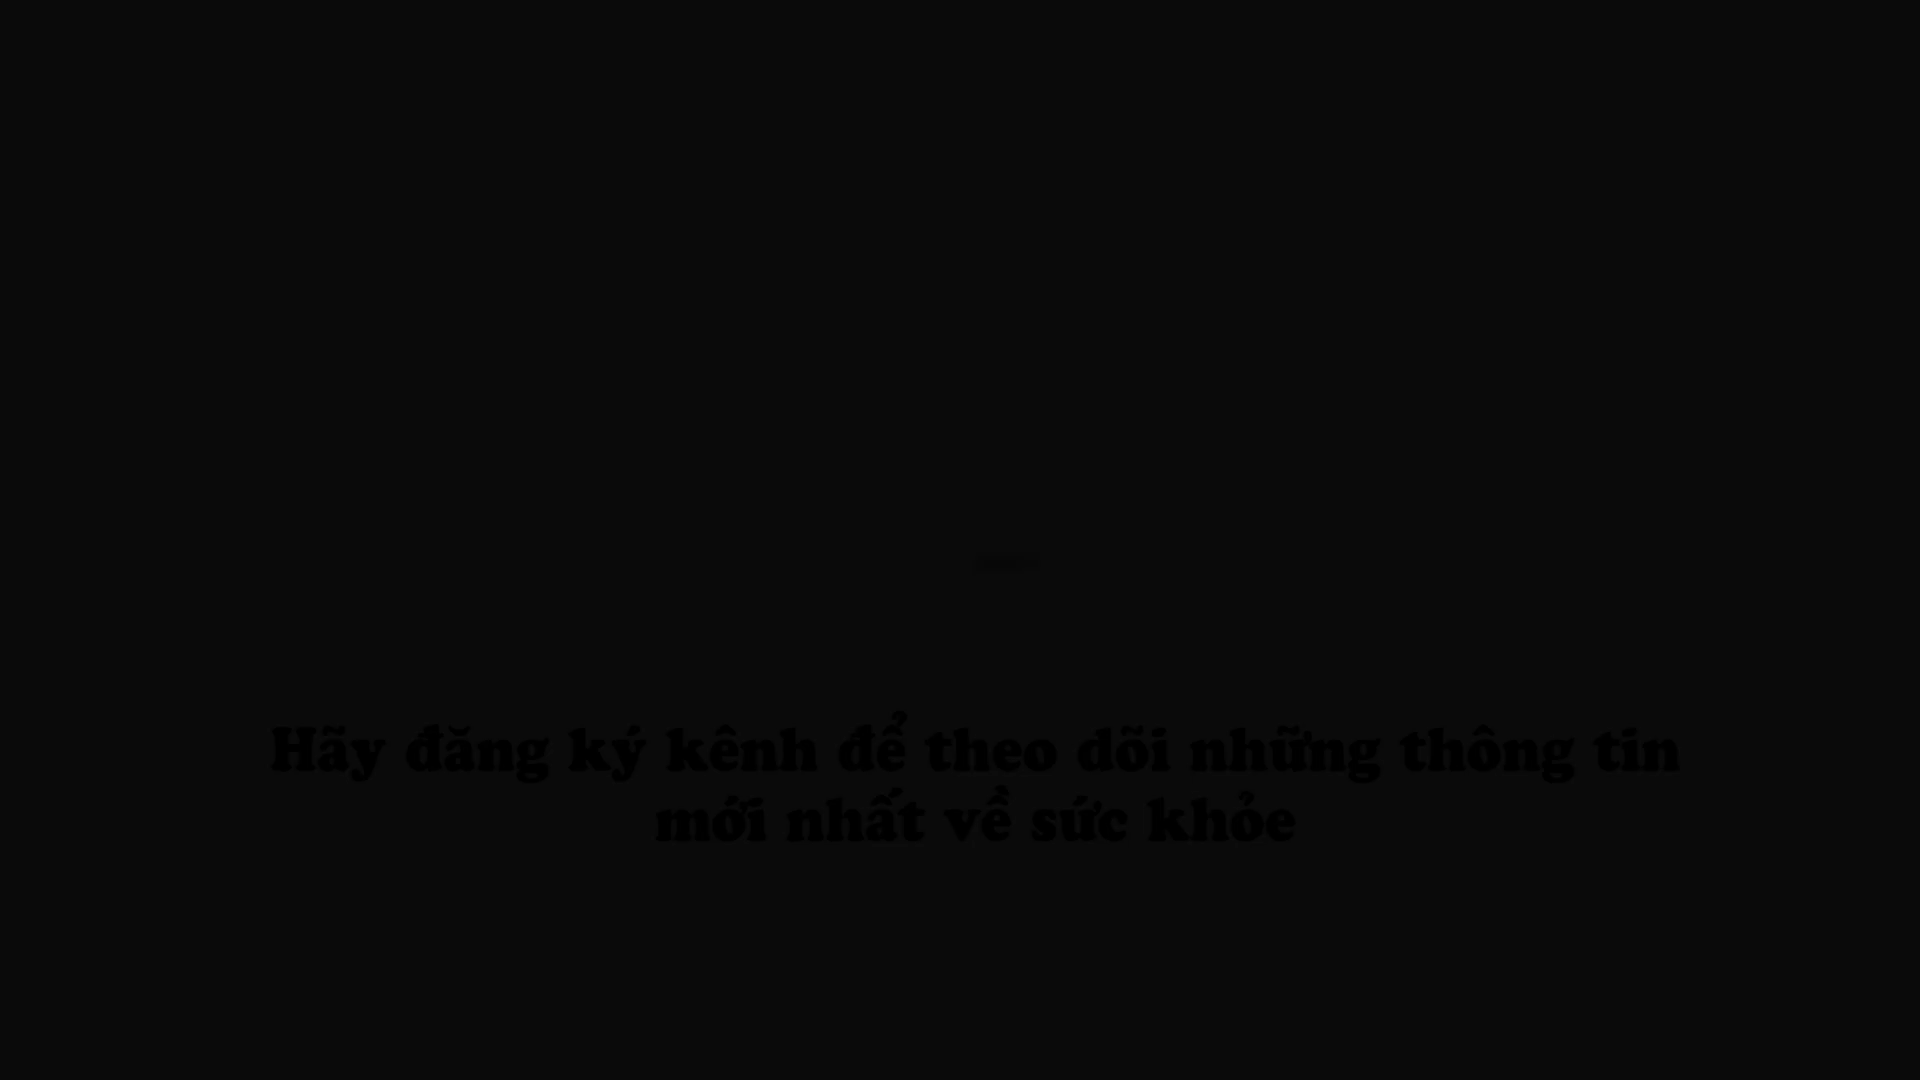 Hãy đăng ký kênh để theo dõi những thông tin
mới nhất về sức khỏe